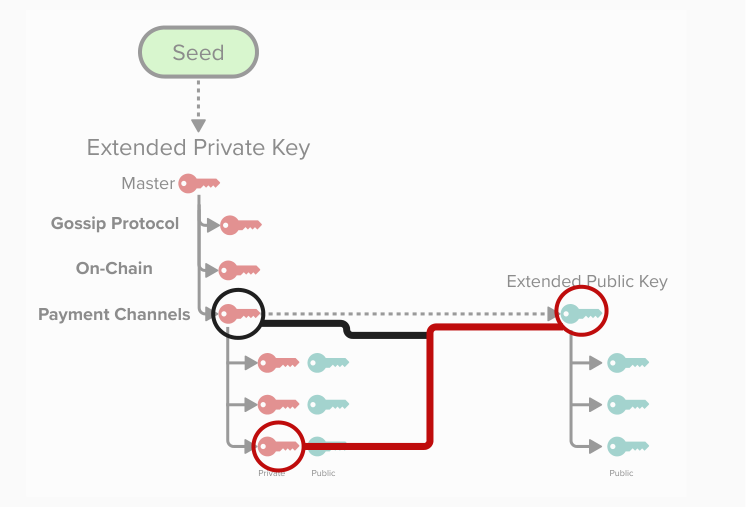 Seed
Extended Private Key
Master
Gossip Protocol
On-Chain
Extended Public Key
Payment Channels
Private
Public
Public